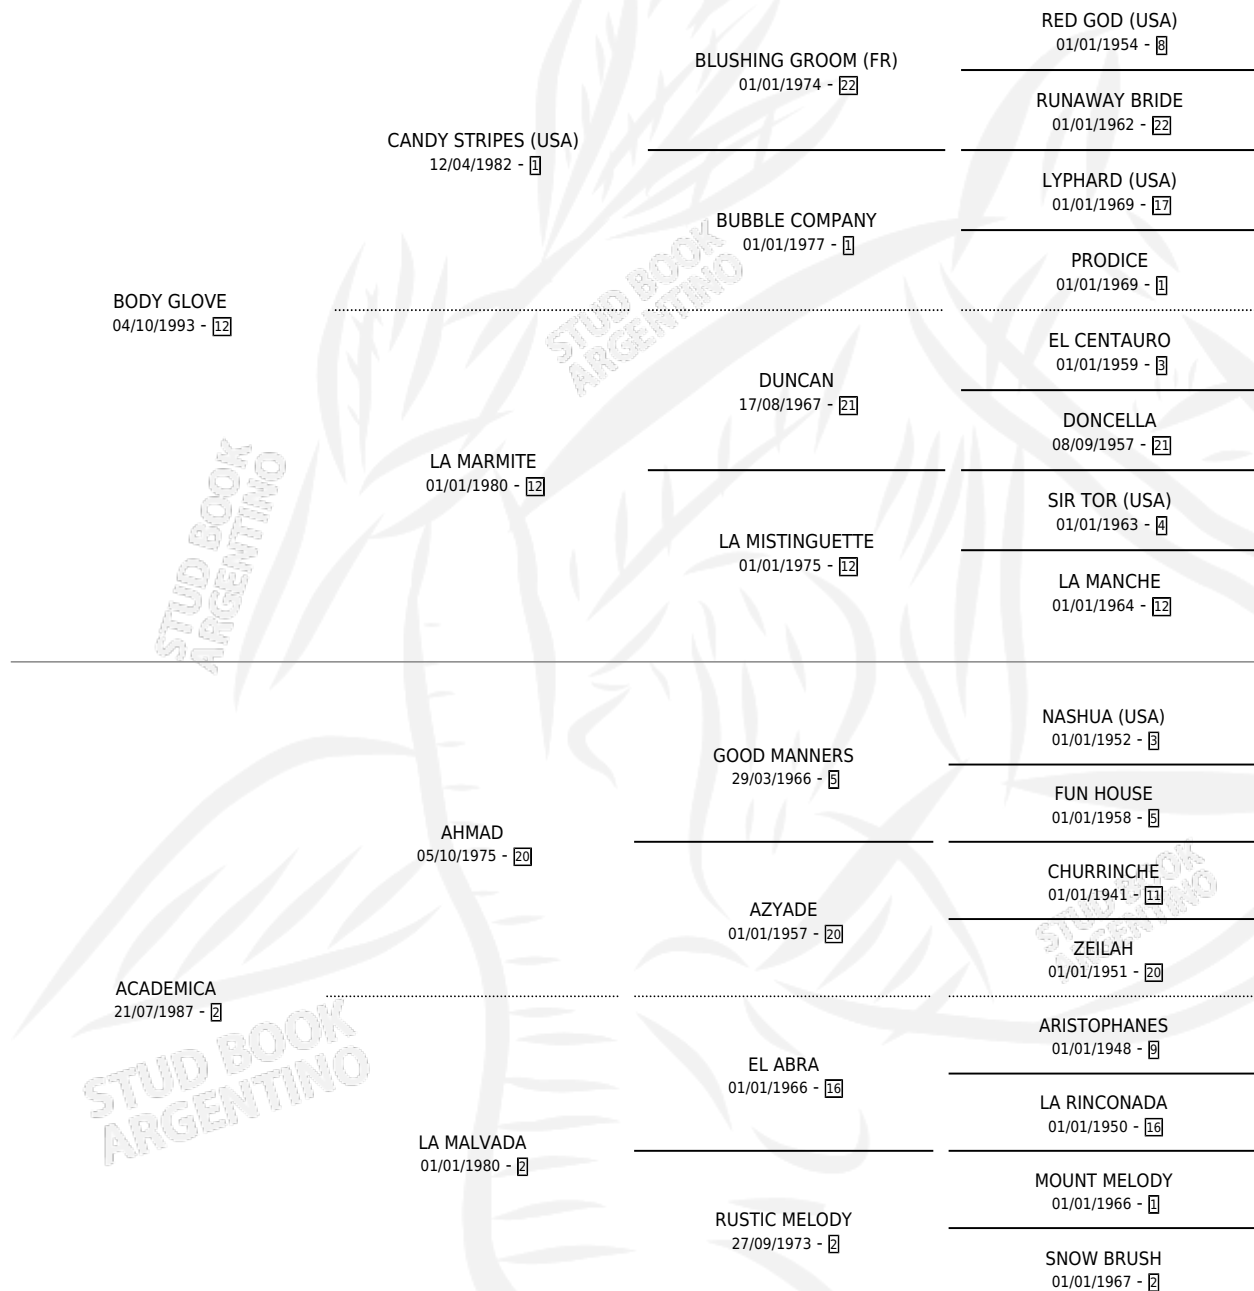 RED GOD (USA)
01/01/1954 - 8
BLUSHING GROOM (FR)
01/01/1974 - 22
RUNAWAY BRIDE
01/01/1962 - 22
CANDY STRIPES (USA)
12/04/1982 - 1
LYPHARD (USA)
01/01/1969 - 17
BUBBLE COMPANY
01/01/1977 - 1
PRODICE
01/01/1969 - 1
BODY GLOVE
04/10/1993 - 12
STUD BOOK
ARGENTINO
EL CENTAURO
01/01/1959 - 3
DUNCAN
17/08/1967 - 21
DONCELLA
08/09/1957 - 21
LA MARMITE
01/01/1980 - 12
SIR TOR (USA)
01/01/1963 - 4
LA MISTINGUETTE
01/01/1975 - 12
LA MANCHE
01/01/1964 - 12
STUD BOOK
ARGENTINO
NASHUA (USA)
01/01/1952 - 3
GOOD MANNERS
29/03/1966 - 5
FUN HOUSE
01/01/1958 - 5
AHMAD
05/10/1975 - 20
CHURRINCHE
01/01/1941 - 11
AZYADE
01/01/1957 - 20
STUD BOOK
ARGENTINO
ZEILAH
01/01/1951 - 20
ACADEMICA
21/07/1987 - 2
STUD BOOK
ARGENTINO
ARISTOPHANES
01/01/1948 - 9
EL ABRA
01/01/1966 - 16
LA RINCONADA
01/01/1950 - 16
LA MALVADA
01/01/1980 - 2
MOUNT MELODY
01/01/1966 - 1
RUSTIC MELODY
27/09/1973 - 2
SNOW BRUSH
01/01/1967 - 2